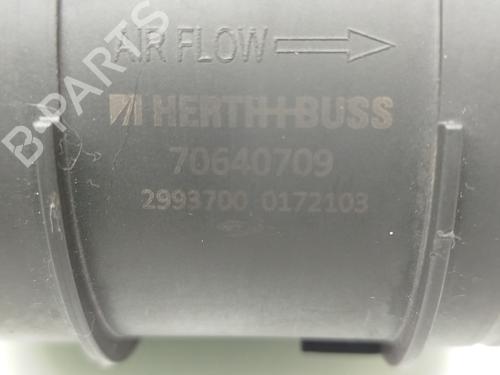 AIR FLOW
HERTH+BUSS
70640709
2993700 0172103
B-PARTS